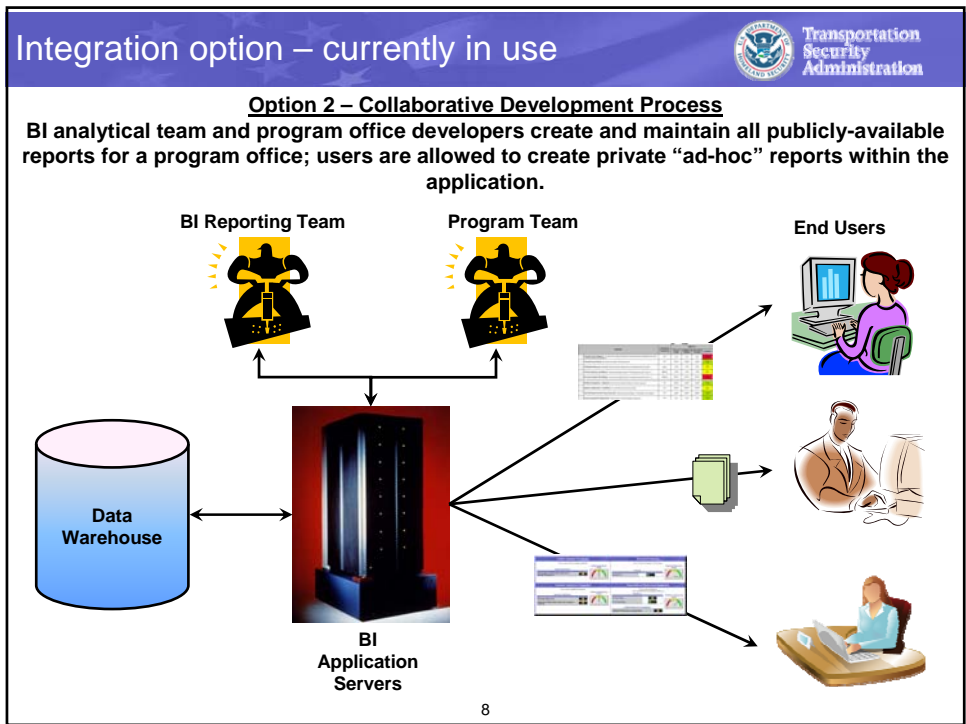 Integration option – currently in use
Transportation
Security
Administration
Option 2 – Collaborative Development Process
BI analytical team and program office developers create and maintain all publicly-available
reports for a program office; users are allowed to create private “ad-hoc” reports within the
application.
BI Reporting Team
Program Team
End Users
Data
Warehouse
BI
Application
Servers
8